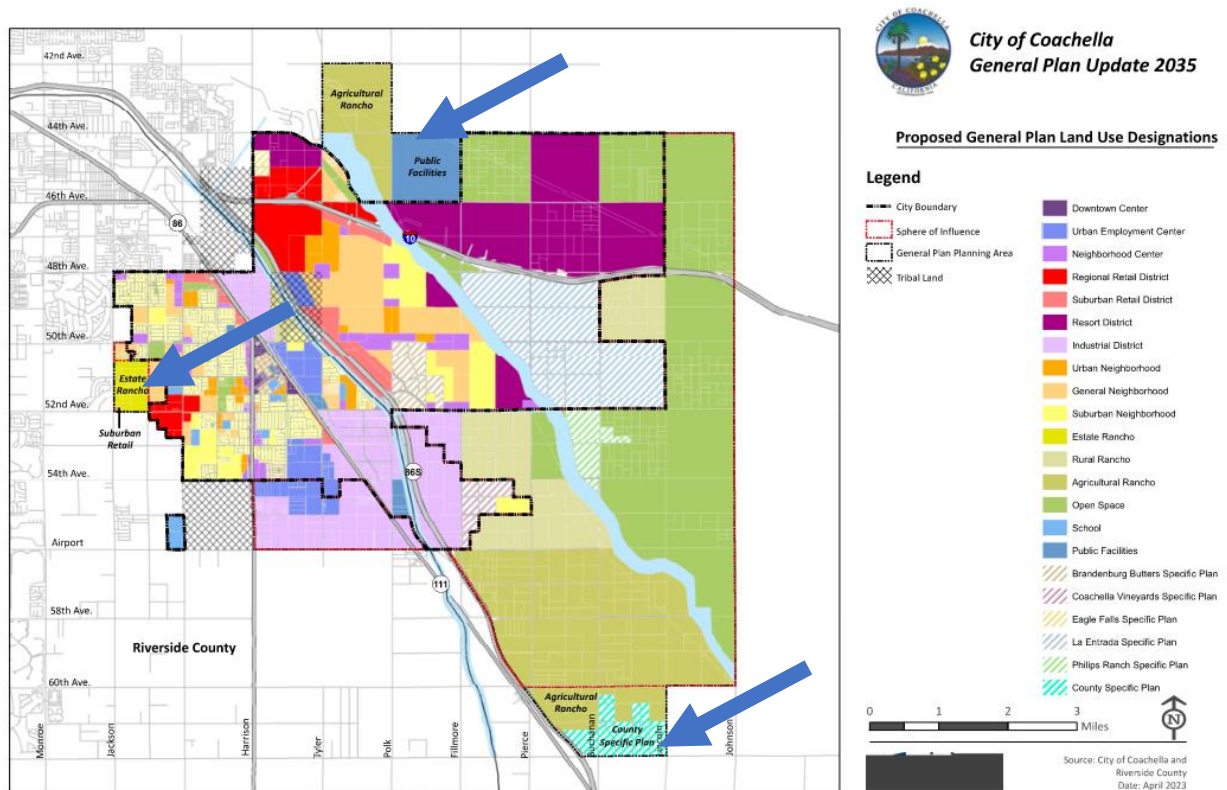 CITY OF COACHELLA
CALIFORNIA
City of Coachella
General Plan Update 2035
Proposed General Plan Land Use Designations
Legend
City Boundary
Sphere of Influence
General Plan Planning Area
Tribal Land
Downtown Center
Urban Employment Center
Neighborhood Center
Regional Retail District
Suburban Retail District
Resort District
Industrial District
Urban Neighborhood
General Neighborhood
Suburban Neighborhood
Estate Rancho
Rural Rancho
Agricultural Rancho
Open Space
School
Public Facilities
Brandenburg Butters Specific Plan
Coachella Vineyards Specific Plan
Eagle Falls Specific Plan
La Entrada Specific Plan
Philips Ranch Specific Plan
County Specific Plan
0 1 2 3
Miles
N
Source: City of Coachella and
Riverside County
Date: April 2023
42nd Ave.
44th Ave.
46th Ave.
48th Ave.
50th Ave.
52nd Ave.
54th Ave.
Airport
58th Ave.
60th Ave.
Agricultural
Rancho
Public
Facilities
86
10
Estate
Rancho
Suburban
Retail
86S
111
Riverside County
Agricultural
Rancho
County
Specific Plan
Monroe
Jackson
Harrison
Tyler
Polk
Fillmore
Pierce
Buchanan
Johnson